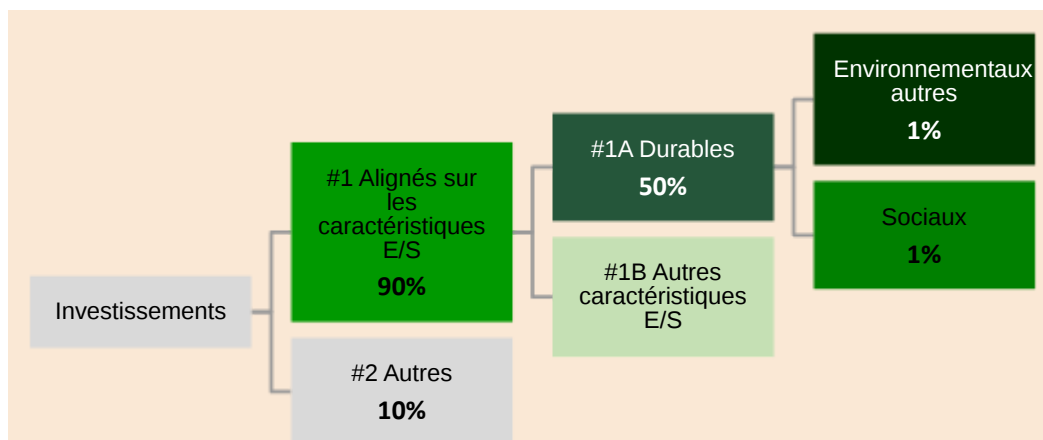 Investissements
#1 Alignés sur
les
caractéristiques
E/S
90%
#2 Autres
10%
#1A Durables
50%
#1B Autres
caractéristiques
E/S
Environnementaux
autres
1%
Sociaux
1%